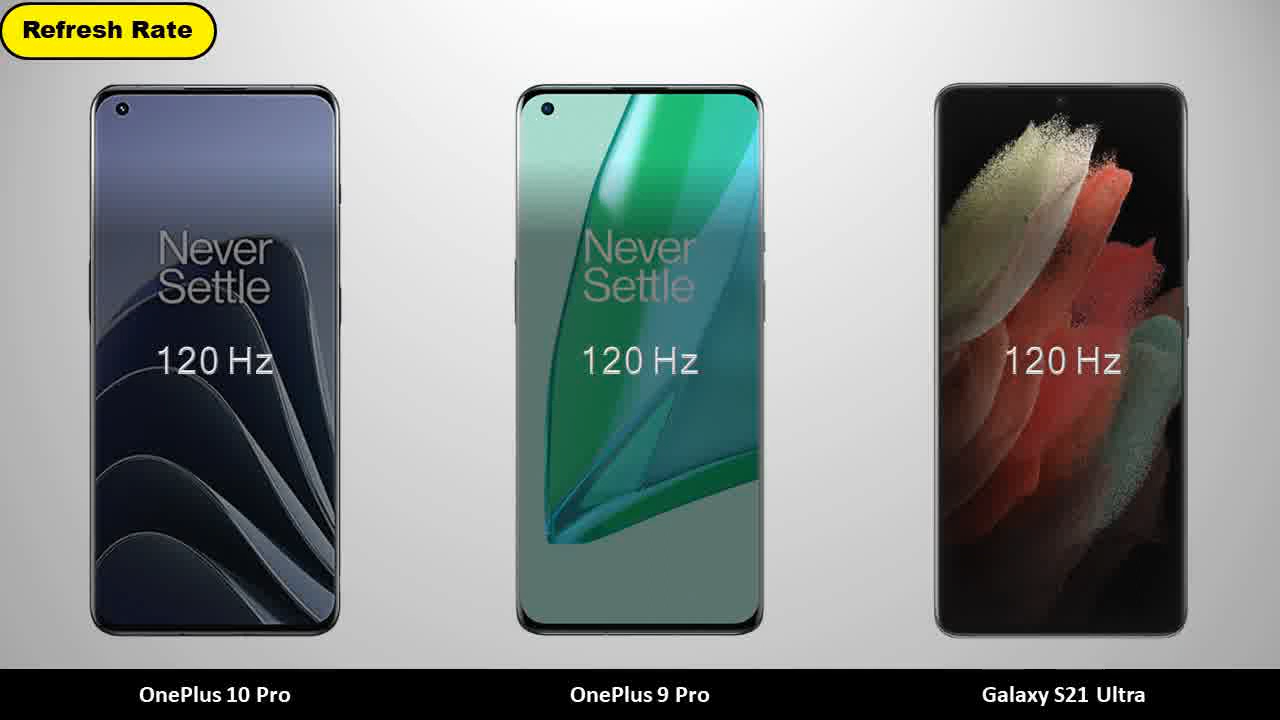 Refresh Rate
Never
Settle
120 Hz
Never
Settle
120 Hz
120 Hz
OnePlus 10 Pro
OnePlus 9 Pro
Galaxy S21 Ultra